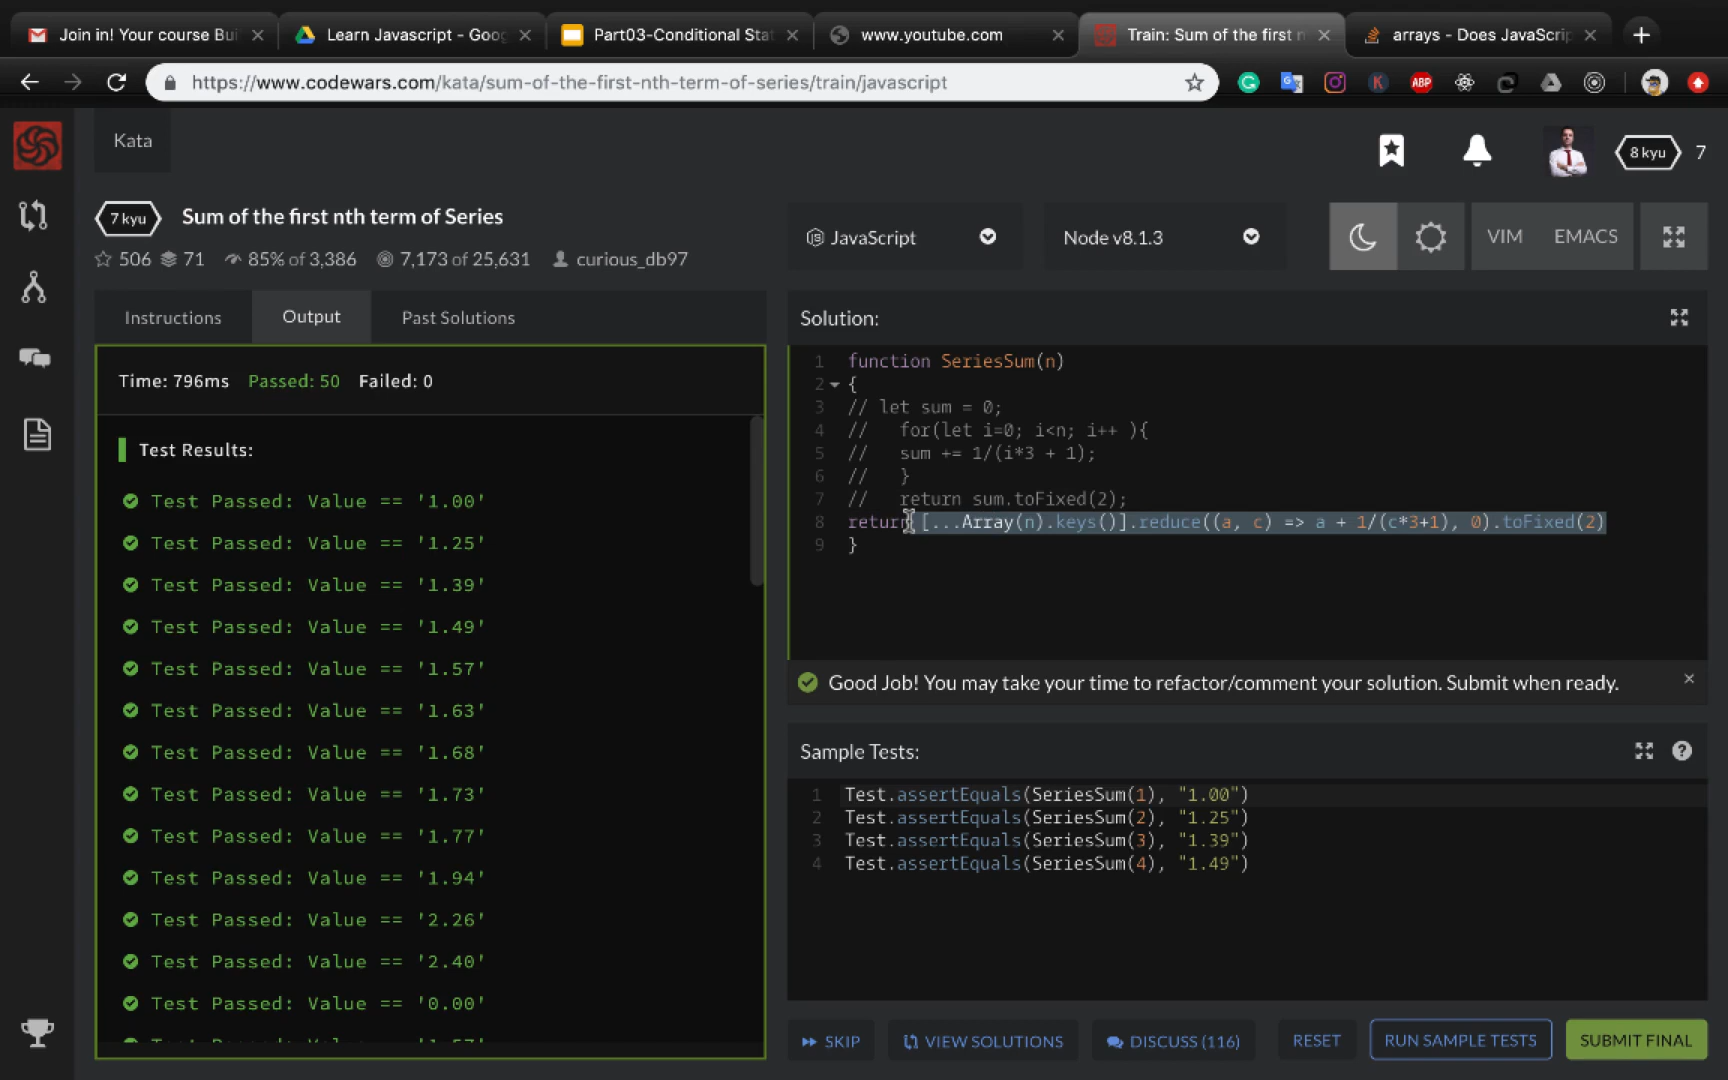 Join in! Your course Bui
Learn Javascript - Goog
Part03-Conditional Stat
www.youtube.com
Train: Sum of the first n
arrays - Does JavaScrip
https://www.codewars.com/kata/sum-of-the-first-nth-term-of-series/train/javascript
ABP
Kata
8 kyu
7
7 kyu
Sum of the first nth term of Series
506 71 85% of 3,386 7,173 of 25,631 curious_db97
JavaScript
Node v8.1.3
VIM
EMACS
Instructions
Output
Past Solutions
Time: 796ms Passed: 50 Failed: 0
Test Results:
Test Passed: Value == '1.00'
Test Passed: Value == '1.25'
Test Passed: Value == '1.39'
Test Passed: Value == '1.49'
Test Passed: Value == '1.57'
Test Passed: Value == '1.63'
Test Passed: Value == '1.68'
Test Passed: Value == '1.73'
Test Passed: Value == '1.77'
Test Passed: Value == '1.94'
Test Passed: Value == '2.26'
Test Passed: Value == '2.40'
Test Passed: Value == '0.00'
Solution:
1 function SeriesSum(n)
2 {
3 // let sum = 0;
4 //   for(let i=0; i<n; i++ ){
5 //   sum += 1/(i*3 + 1);
6 //   }
7 //   return sum.toFixed(2);
8 return [...Array(n).keys()].reduce((a, c) => a + 1/(c*3+1), 0).toFixed(2)
9 }
Good Job! You may take your time to refactor/comment your solution. Submit when ready.
Sample Tests:
1 Test.assertEquals(SeriesSum(1), "1.00")
2 Test.assertEquals(SeriesSum(2), "1.25")
3 Test.assertEquals(SeriesSum(3), "1.39")
4 Test.assertEquals(SeriesSum(4), "1.49")
SKIP
VIEW SOLUTIONS
DISCUSS (116)
RESET
RUN SAMPLE TESTS
SUBMIT FINAL